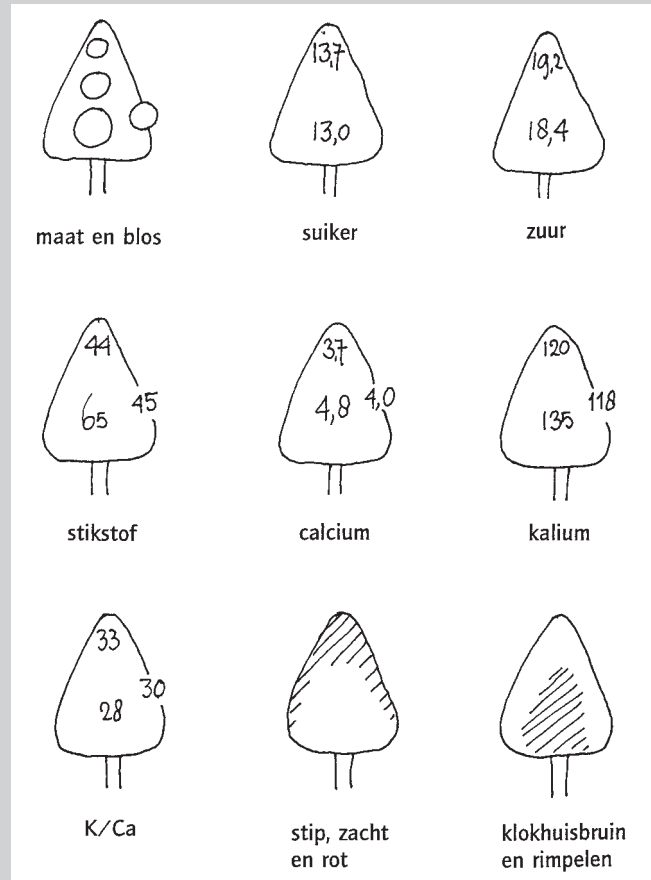 13,7
13,0
19,2
18,4
maat en blos
suiker
zuur
44
65
45
3,7
4,8
4,0
120
135
118
stikstof
calcium
kalium
33
28
30
K/Ca
stip, zacht
en rot
klokhuisbruin
en rimpelen